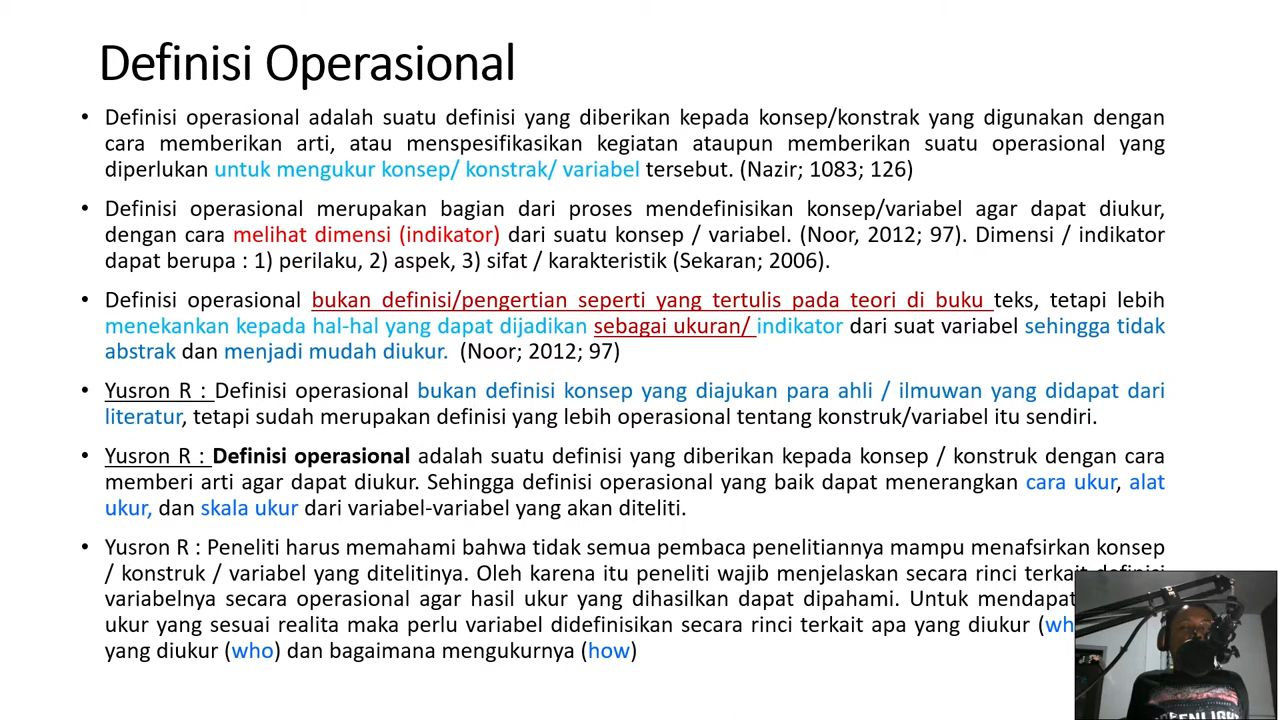 Definisi Operasional
• Definisi operasional adalah suatu definisi yang diberikan kepada konsep/konstrak yang digunakan dengan
cara memberikan arti, atau menspesifikasikan kegiatan ataupun memberikan suatu operasional yang
diperlukan untuk mengukur konsep/ konstrak/ variabel tersebut. (Nazir; 1083; 126)
• Definisi operasional merupakan bagian dari proses mendefinisikan konsep/variabel agar dapat diukur,
dengan cara melihat dimensi (indikator) dari suatu konsep / variabel. (Noor, 2012; 97). Dimensi / indikator
dapat berupa : 1) perilaku, 2) aspek, 3) sifat / karakteristik (Sekaran; 2006).
• Definisi operasional bukan definisi/pengertian seperti yang tertulis pada teori di buku teks, tetapi lebih
menekankan kepada hal-hal yang dapat dijadikan sebagai ukuran/ indikator dari suat variabel sehingga tidak
abstrak dan menjadi mudah diukur. (Noor; 2012; 97)
• Yusron R : Definisi operasional bukan definisi konsep yang diajukan para ahli / ilmuwan yang didapat dari
literatur, tetapi sudah merupakan definisi yang lebih operasional tentang konstruk/variabel itu sendiri.
• Yusron R : Definisi operasional adalah suatu definisi yang diberikan kepada konsep / konstruk dengan cara
memberi arti agar dapat diukur. Sehingga definisi operasional yang baik dapat menerangkan cara ukur, alat
ukur, dan skala ukur dari variabel-variabel yang akan diteliti.
• Yusron R : Peneliti harus memahami bahwa tidak semua pembaca penelitiannya mampu menafsirkan konsep
/ konstruk / variabel yang ditelitinya. Oleh karena itu peneliti wajib menjelaskan secara rinci terkait
variabelnya secara operasional agar hasil ukur yang dihasilkan dapat dipahami. Untuk
ukur yang sesuai realita maka perlu variabel didefinisikan secara rinci terkait apa yang diukur
yang diukur (who) dan bagaimana mengukurnya (how)